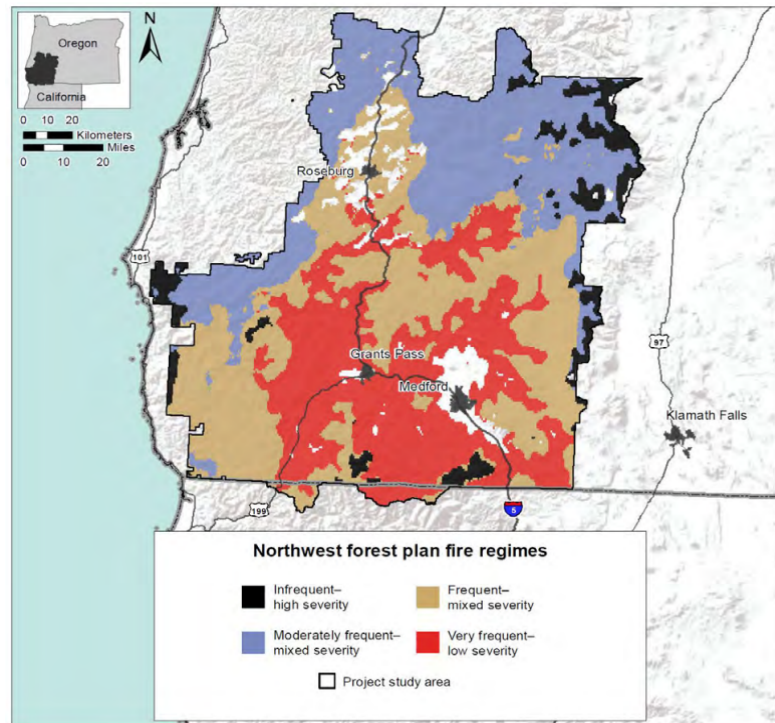 N
Oregon
California
0 10 20
Kilometers
Miles
0 10 20
Roseburg
101
Grants Pass
Medford
97
Klamath Falls
199
5
Northwest forest plan fire regimes
Infrequent–
high severity
Frequent–
mixed severity
Moderately frequent–
mixed severity
Very frequent–
low severity
Project study area